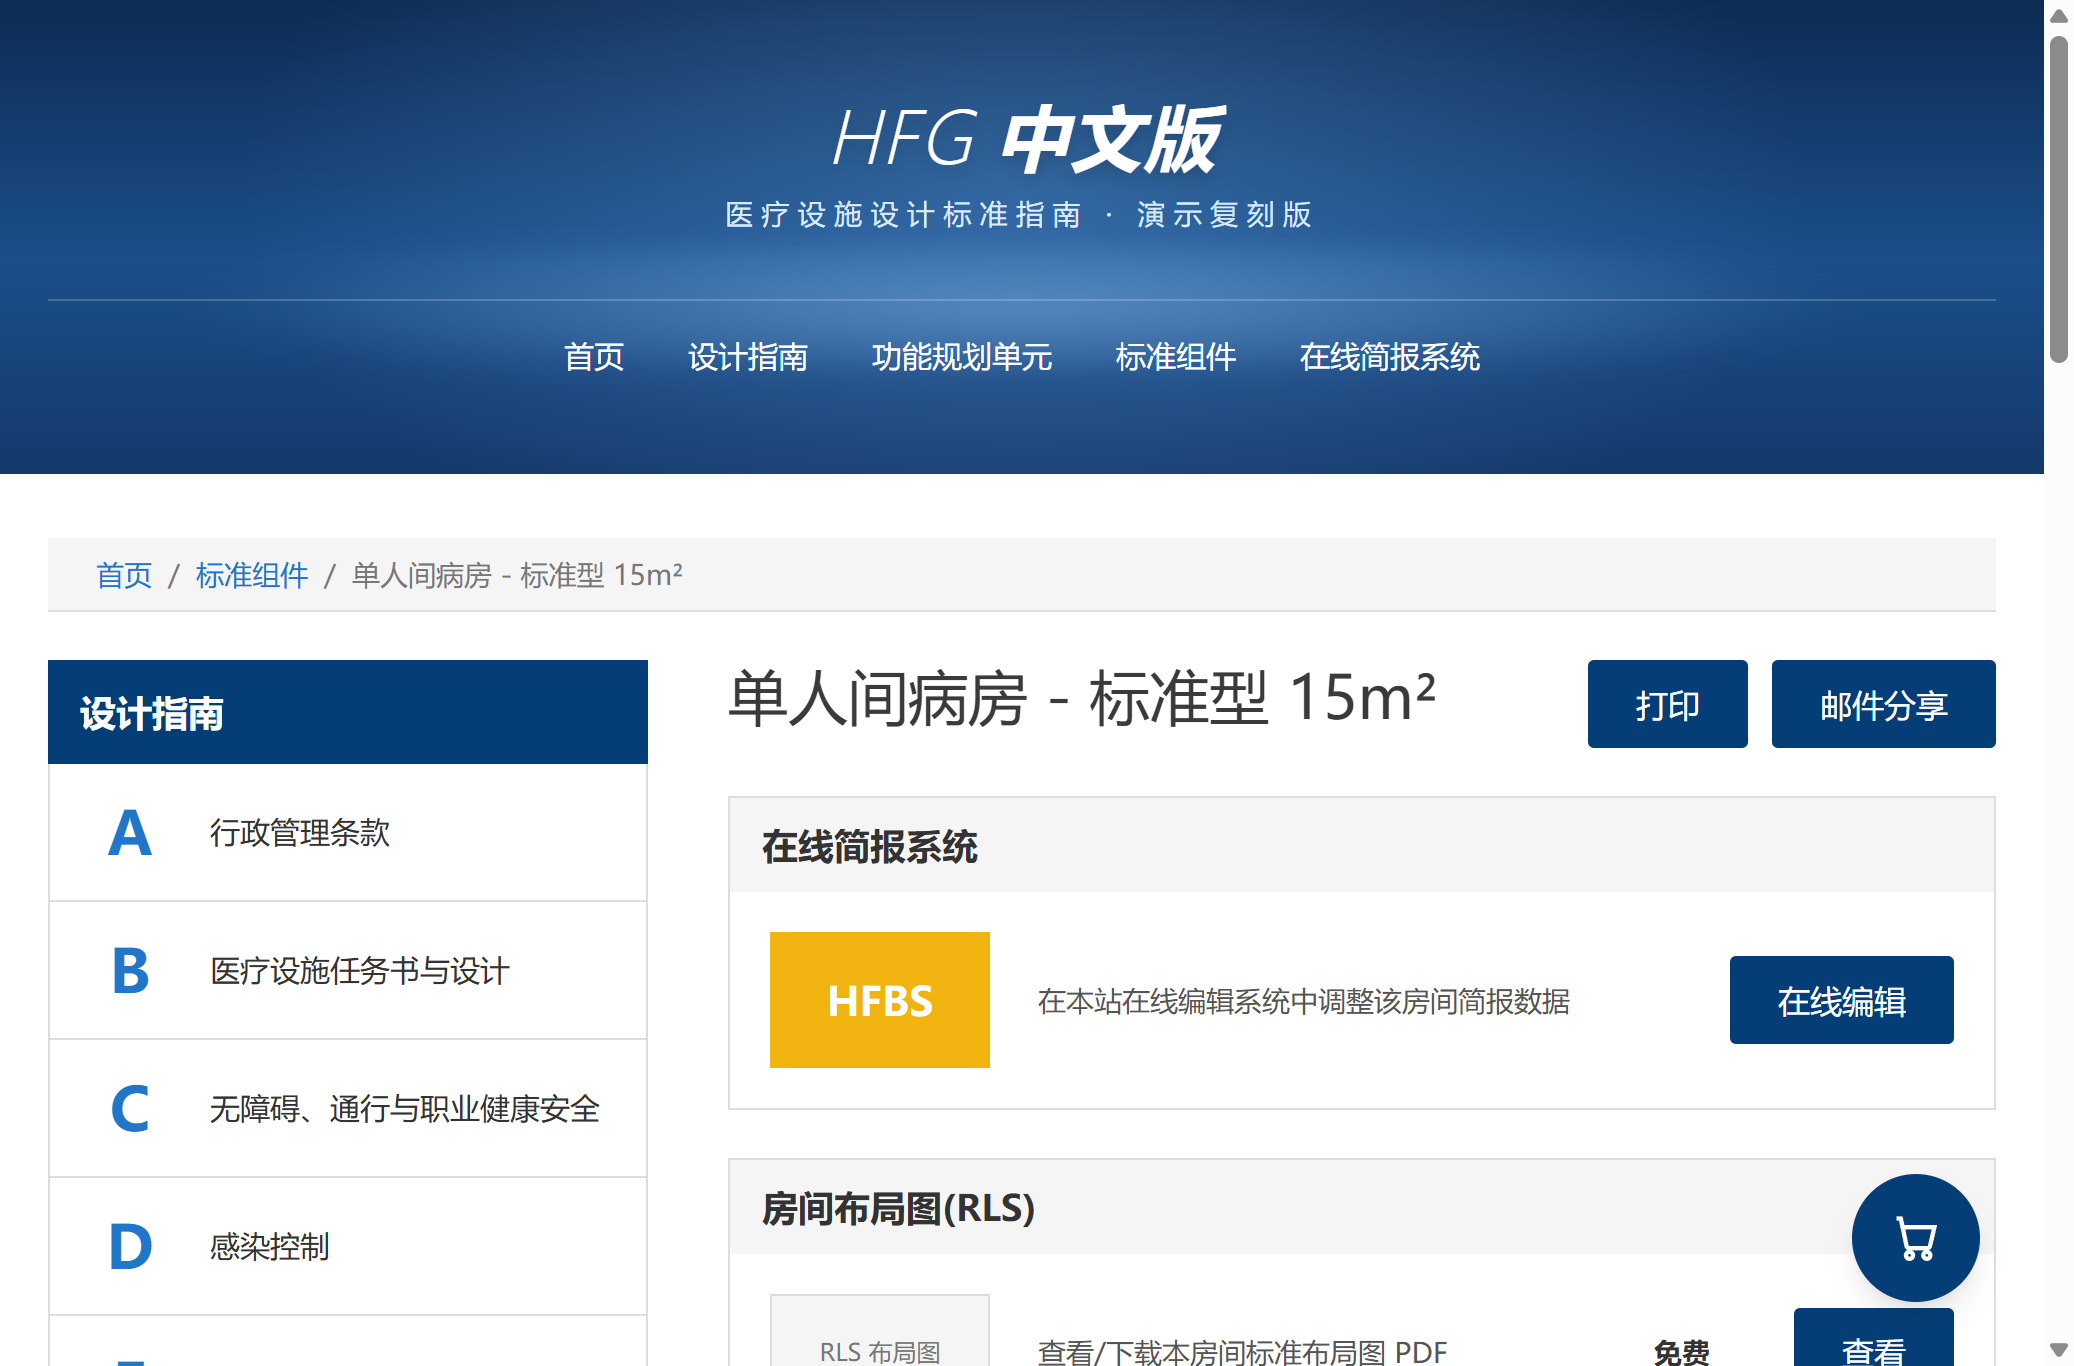 HFG 中文版
医疗设施设计标准指南 · 演示复刻版
首页 设计指南 功能规划单元 标准组件 在线简报系统
首页 / 标准组件 / 单人间病房 - 标准型 15m²
设计指南
A 行政管理条款
B 医疗设施任务书与设计
C 无障碍、通行与职业健康安全
D 感染控制
单人间病房 - 标准型 15m²
打印 邮件分享
在线简报系统
HFBS 在本站在线编辑系统中调整该房间简报数据 在线编辑
房间布局图(RLS)
RLS 布局图 查看/下载本房间标准布局图 PDF 免费 查看